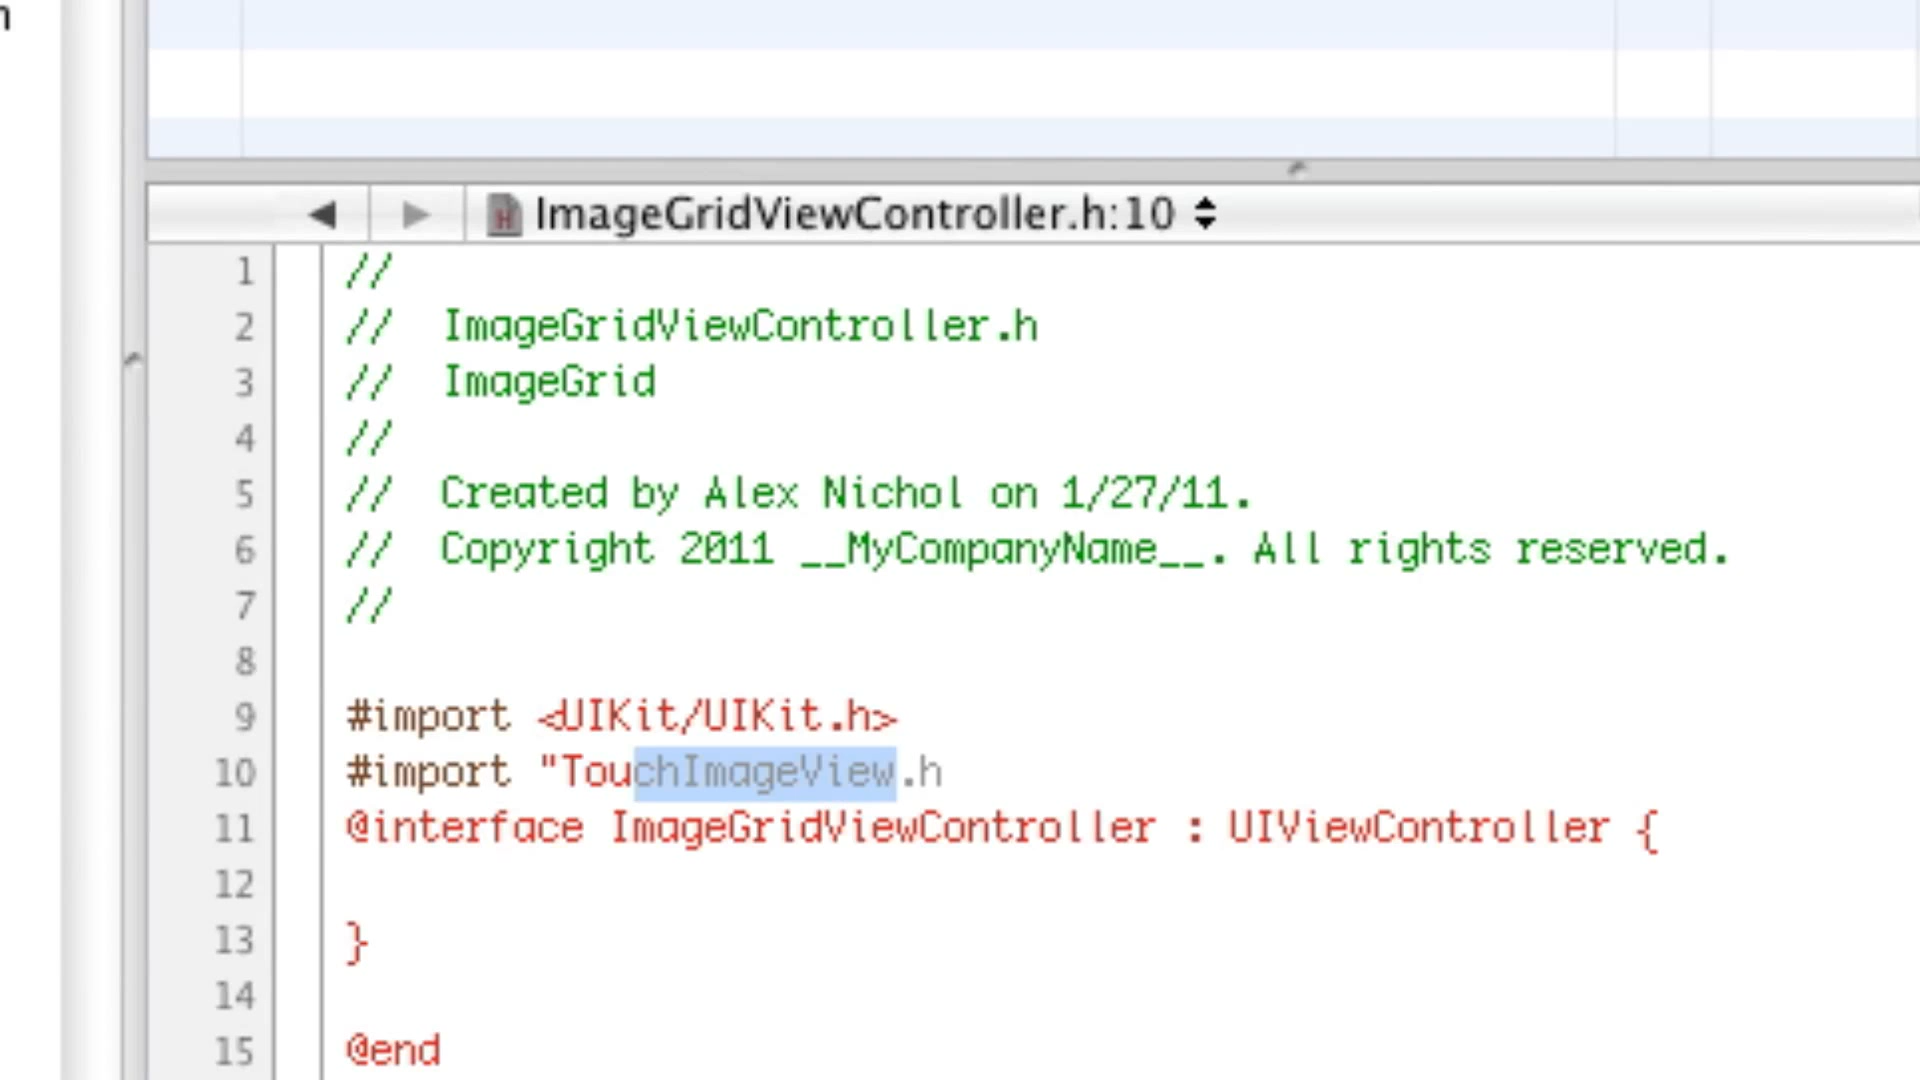 ImageGridViewController.h:10
1 //
2 // ImageGridViewController.h
3 // ImageGrid
4 //
5 // Created by Alex Nichol on 1/27/11.
6 // Copyright 2011 __MyCompanyName__. All rights reserved.
7 //
8
9 #import <UIKit/UIKit.h>
10 #import "TouchImageView.h
11 @interface ImageGridViewController : UIViewController {
12
13 }
14
15 @end